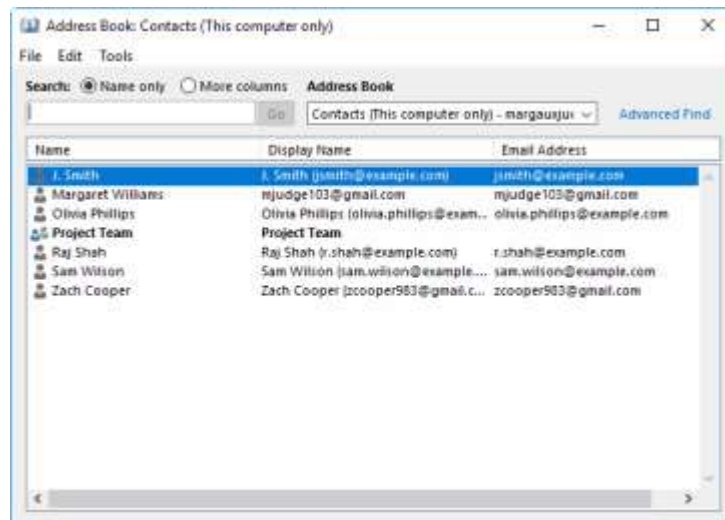 Address Book: Contacts (This computer only)
File Edit Tools
Search: Name only More columns Address Book
Go Contacts (This computer only) - Advanced Find
Name Display Name Email Address
J. Smith J. Smith (jsmith@example.com) jsmith@example.com
Margaret Williams mjudge103@gmail.com mjudge103@gmail.com
Olivia Phillips Olivia Phillips (olivia.phillips@exam... olivia.phillips@example.com
Project Team Project Team
Raj Shah Raj Shah (r.shah@example.com) r.shah@example.com
Sam Wilson Sam Wilson (sam.wilson@example.... sam.wilson@example.com
Zach Cooper Zach Cooper (zcooper983@gmail.c... zcooper983@gmail.com